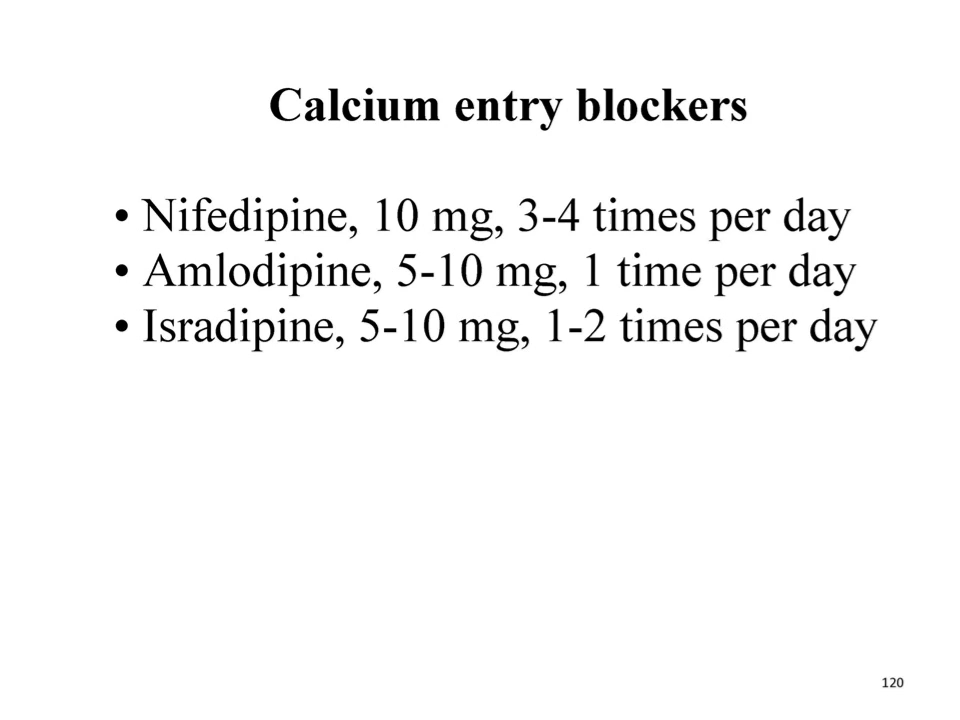 Calcium entry blockers
• Nifedipine, 10 mg, 3-4 times per day
• Amlodipine, 5-10 mg, 1 time per day
• Isradipine, 5-10 mg, 1-2 times per day
120